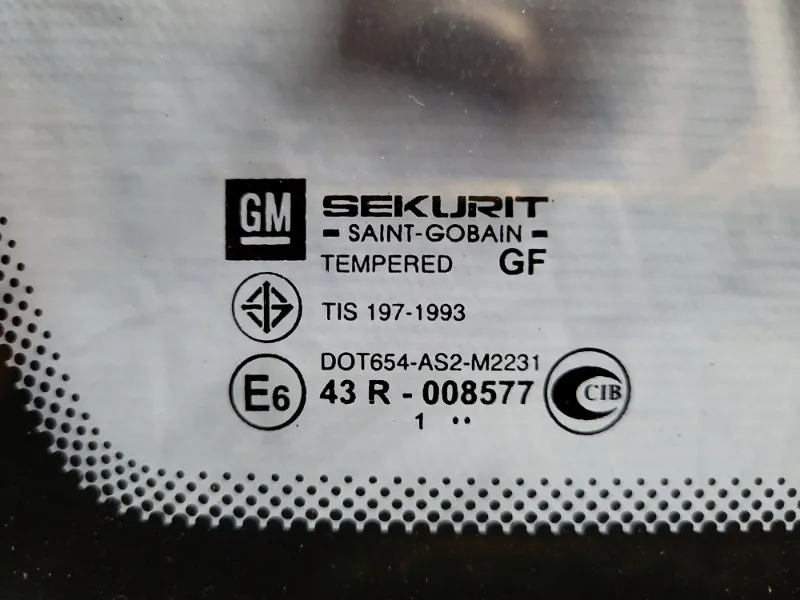 GM SEKURIT
- SAINT-GOBAIN -
TEMPERED GF
TIS 197-1993
DOT654-AS2-M2231
E6 43 R - 008577 CIB
1 ••